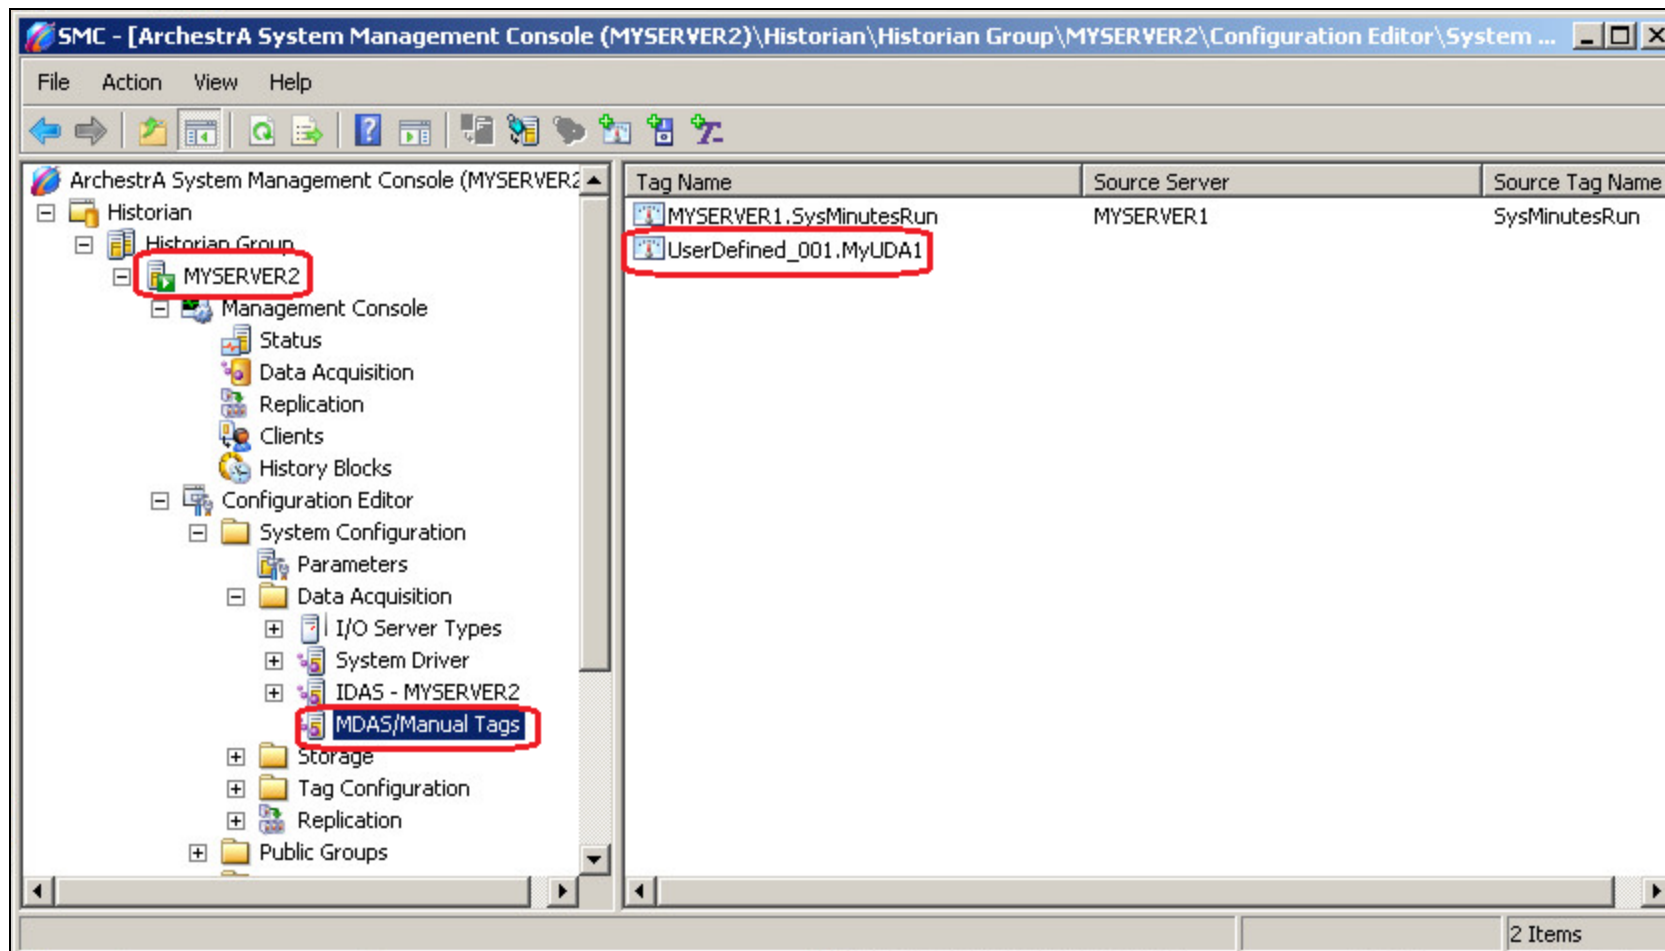 SMC - [ArchestrA System Management Console (MYSERVER2)\Historian\Historian Group\MYSERVER2\Configuration Editor\System ...
File Action View Help
ArchestrA System Management Console (MYSERVER2
Historian
Historian Group
MYSERVER2
Management Console
Status
Data Acquisition
Replication
Clients
History Blocks
Configuration Editor
System Configuration
Parameters
Data Acquisition
I/O Server Types
System Driver
IDAS - MYSERVER2
MDAS/Manual Tags
Storage
Tag Configuration
Replication
Public Groups
Tag Name Source Server Source Tag Name
MYSERVER1.SysMinutesRun MYSERVER1 SysMinutesRun
UserDefined_001.MyUDA1
2 Items